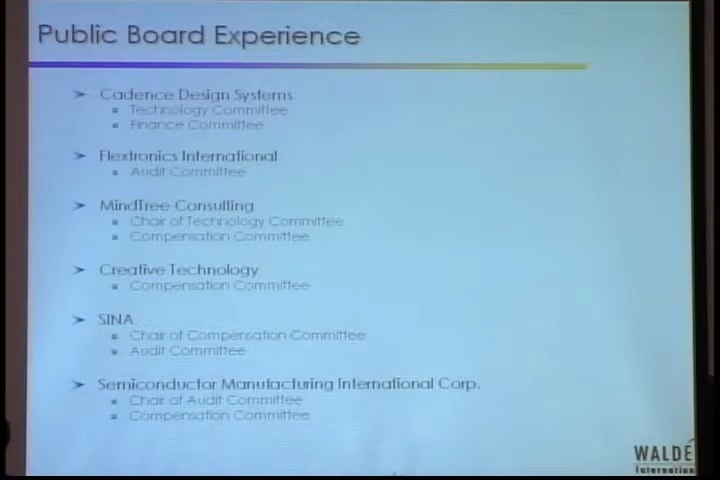 Public Board Experience
➢ Cadence Design Systems
▪ Technology Committee
▪ Finance Committee
➢ Flextronics International
▪ Audit Committee
➢ MindTree Consulting
▪ Chair of Technology Committee
▪ Compensation Committee
➢ Creative Technology
▪ Compensation Committee
➢ SINA
▪ Chair of Compensation Committee
▪ Audit Committee
➢ Semiconductor Manufacturing International Corp.
▪ Chair of Audit Committee
▪ Compensation Committee
WALDÉ
Internation